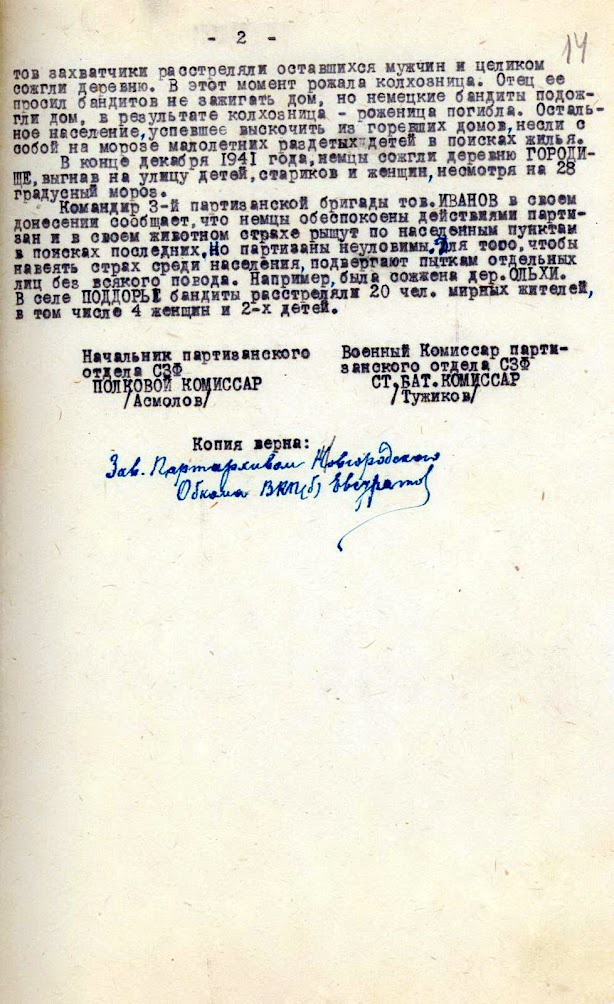 - 2 -
14
тов захватчики расстреляли оставшихся мужчин и целиком
сожгли деревню. В этот момент рожала колхозница. Отец ее
просил бандитов не зажигать дом, но немецкие бандиты подож-
гли дом, в результате колхозница - роженица погибла. Осталь-
ное население, успевшее выскочить из горевших домов, несли с
собой на морозе малолетних раздетых детей в поисках жилья.
В конце декабря 1941 года, немцы сожгли деревню ГОРОДИ-
ЩЕ, выгнав на улицу детей, стариков и женщин, несмотря на 28
градусный мороз.
Командир 3-й партизанской бригады тов. ИВАНОВ в своем
донесении сообщает, что немцы обеспокоены действиями парти-
зан и в своем животном страхе рыщут по населенным пунктам
в поисках последних. Но партизаны неуловимы. Для того, чтобы
навеять страх среди населения, подвергают пыткам отдельных
лиц без всякого повода. Например, была сожжена дер. ОЛЬХИ.
В селе ПОДДОРЬЕ бандиты расстреляли 20 чел. мирных жителей,
в том числе 4 женщин и 2-х детей.
Начальник партизанского
отдела СЗФ
ПОЛКОВОЙ КОМИССАР
/Асмолов/
Военный Комиссар парти-
занского отдела СЗФ
СТ. БАТ. КОМИССАР
/Тужиков/
Копия верна:
Зав. Партархивом Новгородского
Обкома ВКП(б)